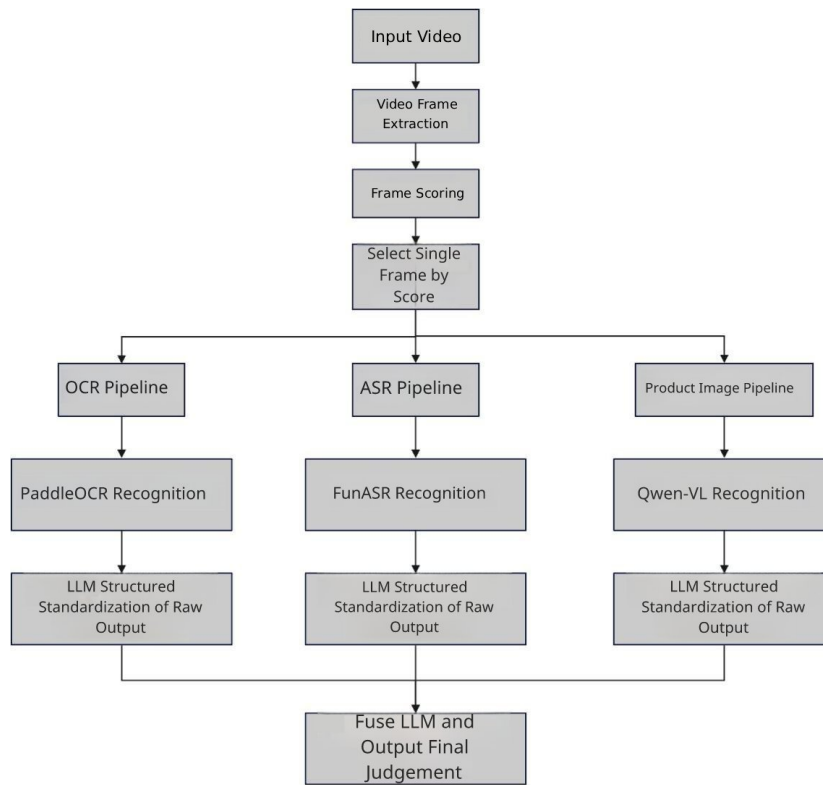 Input Video
Video Frame
Extraction
Frame Scoring
Select Single
Frame by
Score
OCR Pipeline
ASR Pipeline
Product Image Pipeline
PaddleOCR Recognition
FunASR Recognition
Qwen-VL Recognition
LLM Structured
Standardization of Raw
Output
LLM Structured
Standardization of Raw
Output
LLM Structured
Standardization of Raw
Output
Fuse LLM and
Output Final
Judgement